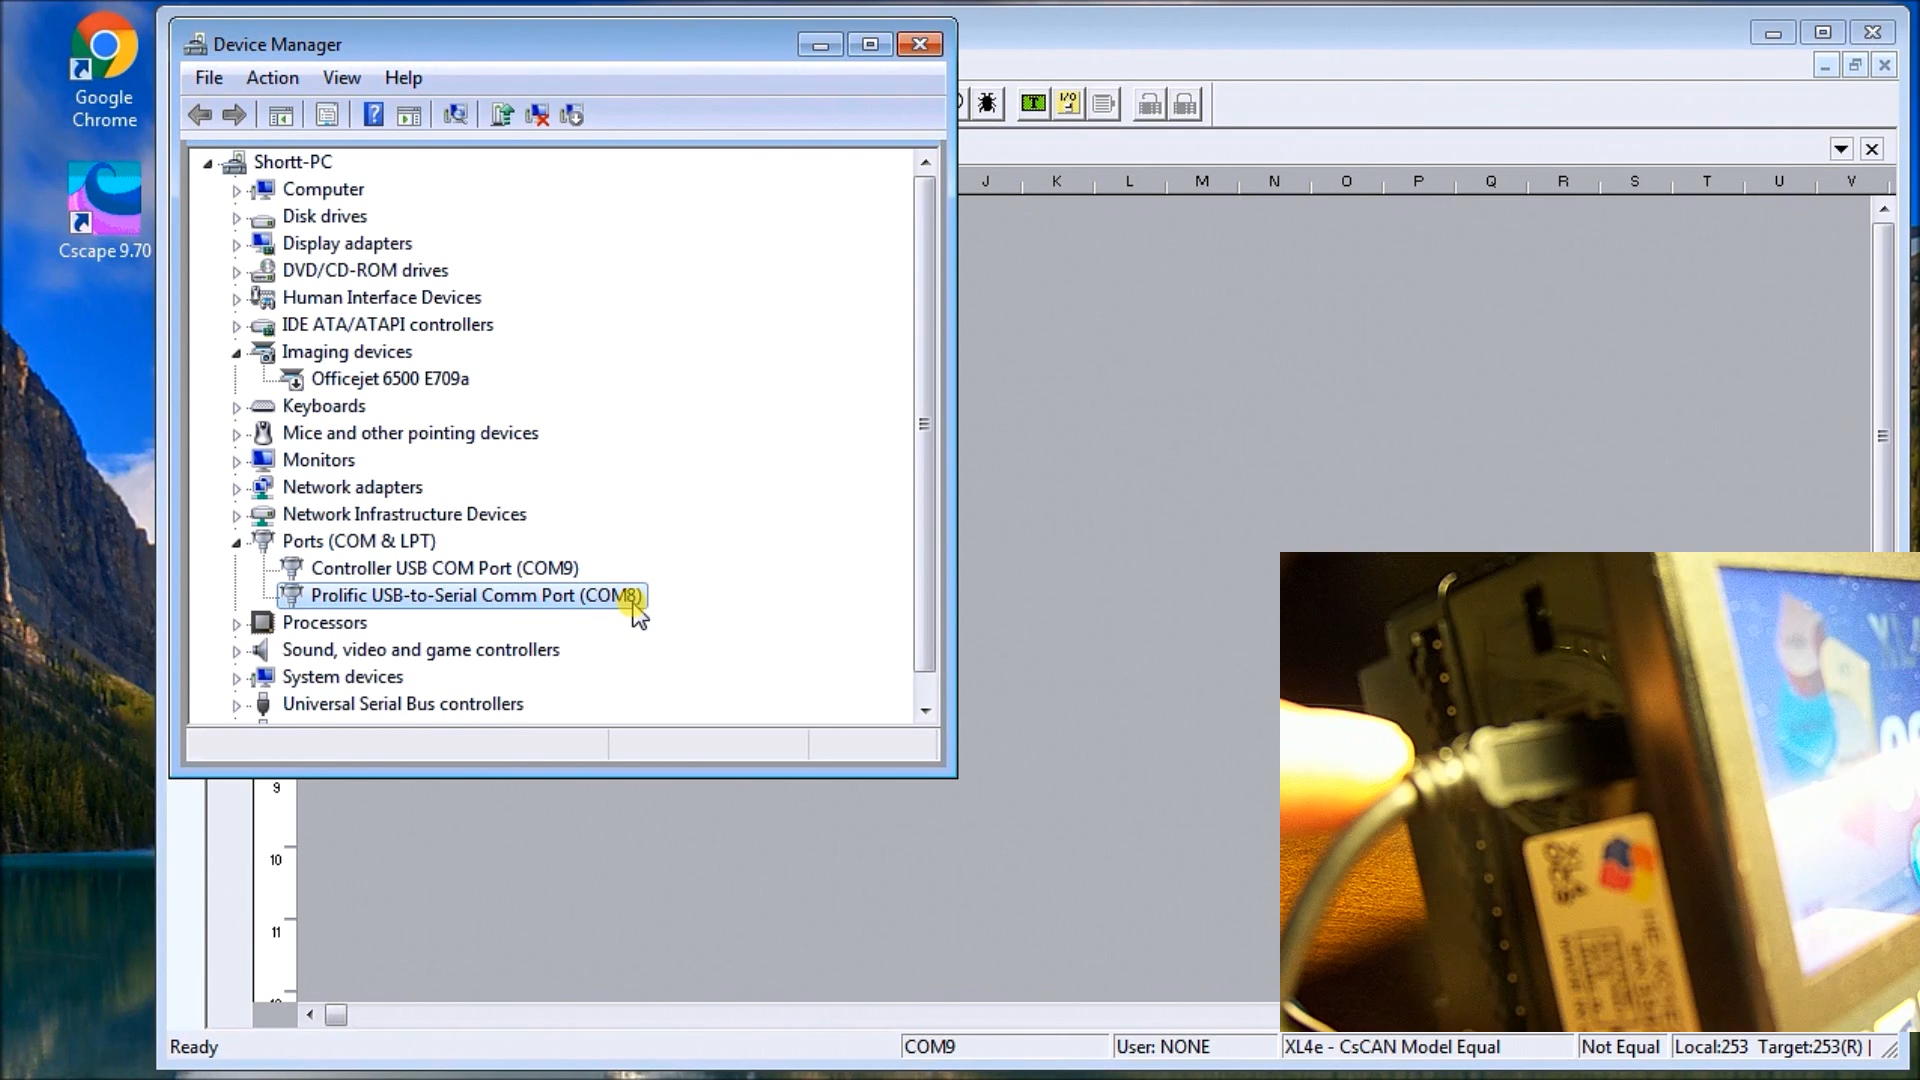 Google
Chrome
Cscape 9.70
Device Manager
File Action View Help
Shortt-PC
Computer
Disk drives
Display adapters
DVD/CD-ROM drives
Human Interface Devices
IDE ATA/ATAPI controllers
Imaging devices
Officejet 6500 E709a
Keyboards
Mice and other pointing devices
Monitors
Network adapters
Network Infrastructure Devices
Ports (COM & LPT)
Controller USB COM Port (COM9)
Prolific USB-to-Serial Comm Port (COM8)
Processors
Sound, video and game controllers
System devices
Universal Serial Bus controllers
T I/O
J K L M N O P Q R S T U V
9
10
11
Ready COM9 User: NONE XL4e - CsCAN Model Equal Not Equal Local:253 Target:253(R)